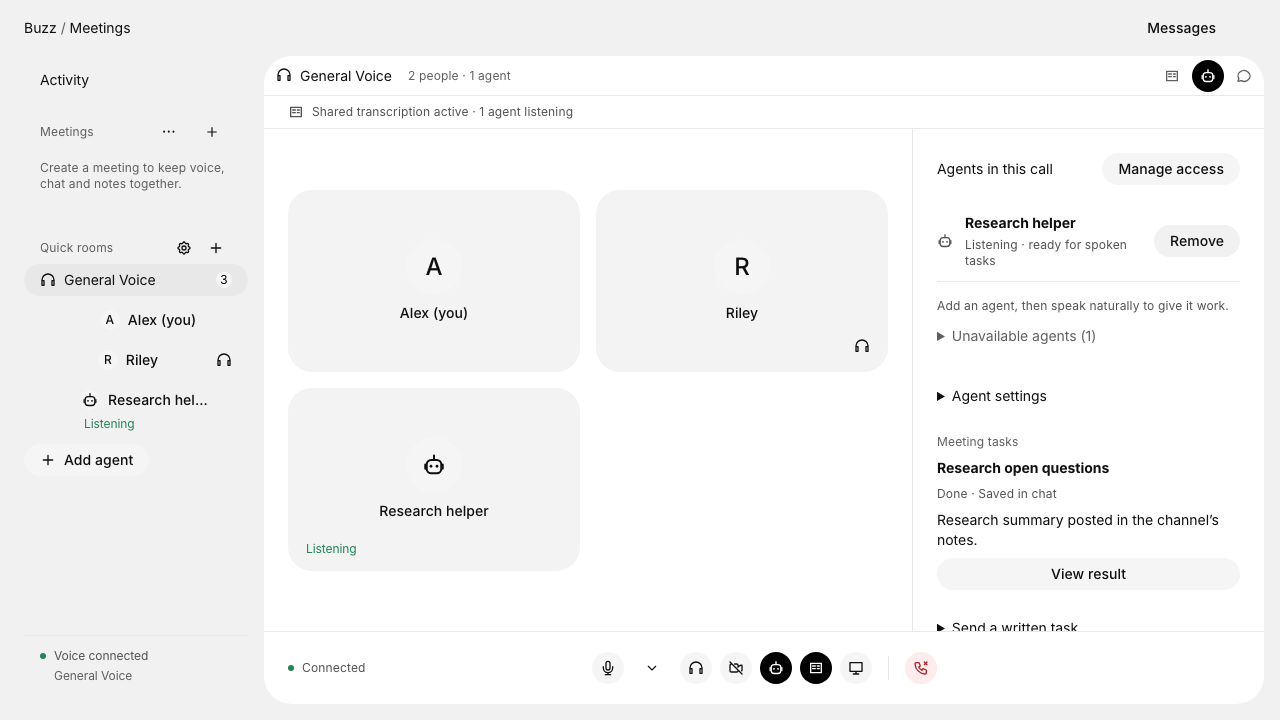 Buzz / Meetings
Messages
Activity
Meetings
Create a meeting to keep voice,
chat and notes together.
Quick rooms
General Voice
3
A
Alex (you)
R
Riley
Research hel...
Listening
Add agent
Voice connected
General Voice
General Voice
2 people · 1 agent
Shared transcription active · 1 agent listening
A
Alex (you)
R
Riley
Research helper
Listening
Agents in this call
Manage access
Research helper
Listening · ready for spoken
tasks
Remove
Add an agent, then speak naturally to give it work.
Unavailable agents (1)
Agent settings
Meeting tasks
Research open questions
Done · Saved in chat
Research summary posted in the channel’s
notes.
View result
Send a written task
Connected